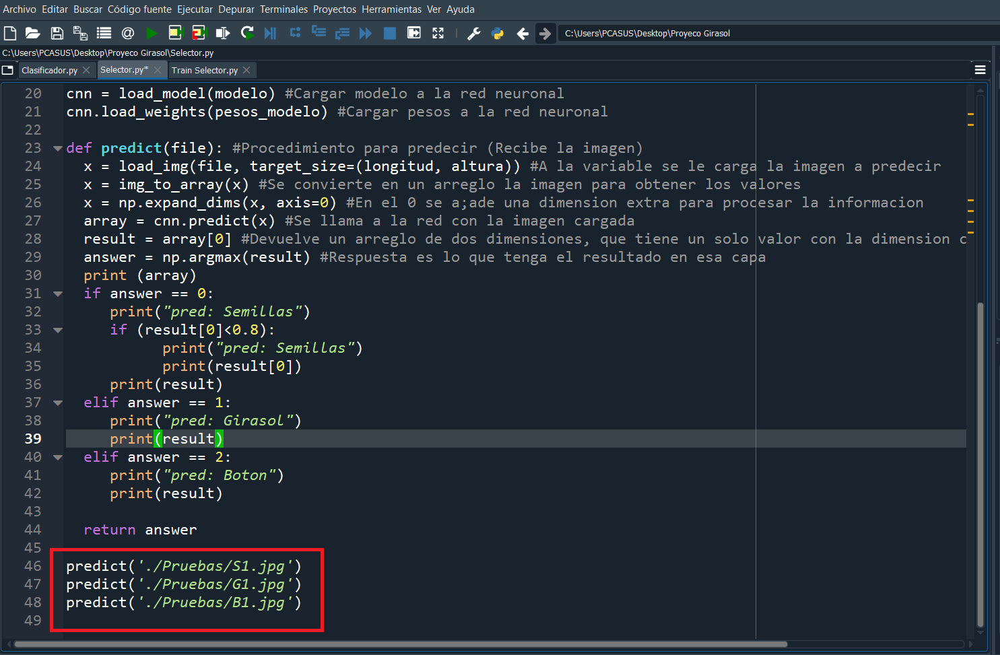 Archivo Editar Buscar Código fuente Ejecutar Depurar Terminales Proyectos Herramientas Ver Ayuda
C:\Users\PCASUS\Desktop\Proyeco Girasol
C:\Users\PCASUS\Desktop\Proyeco Girasol\Selector.py
Clasificador.py Selector.py* Train Selector.py
20 cnn = load_model(modelo) #Cargar modelo a la red neuronal
21 cnn.load_weights(pesos_modelo) #Cargar pesos a la red neuronal
22
23 def predict(file): #Procedimiento para predecir (Recibe la imagen)
24 x = load_img(file, target_size=(longitud, altura)) #A la variable se le carga la imagen a predecir
25 x = img_to_array(x) #Se convierte en un arreglo la imagen para obtener los valores
26 x = np.expand_dims(x, axis=0) #En el 0 se a;ade una dimension extra para procesar la informacion
27 array = cnn.predict(x) #Se llama a la red con la imagen cargada
28 result = array[0] #Devuelve un arreglo de dos dimensiones, que tiene un solo valor con la dimension c
29 answer = np.argmax(result) #Respuesta es lo que tenga el resultado en esa capa
30 print (array)
31 if answer == 0:
32 print("pred: Semillas")
33 if (result[0]<0.8):
34 print("pred: Semillas")
35 print(result[0])
36 print(result)
37 elif answer == 1:
38 print("pred: Girasol")
39 print(result)
40 elif answer == 2:
41 print("pred: Boton")
42 print(result)
43
44 return answer
45
46 predict('./Pruebas/S1.jpg')
47 predict('./Pruebas/G1.jpg')
48 predict('./Pruebas/B1.jpg')
49